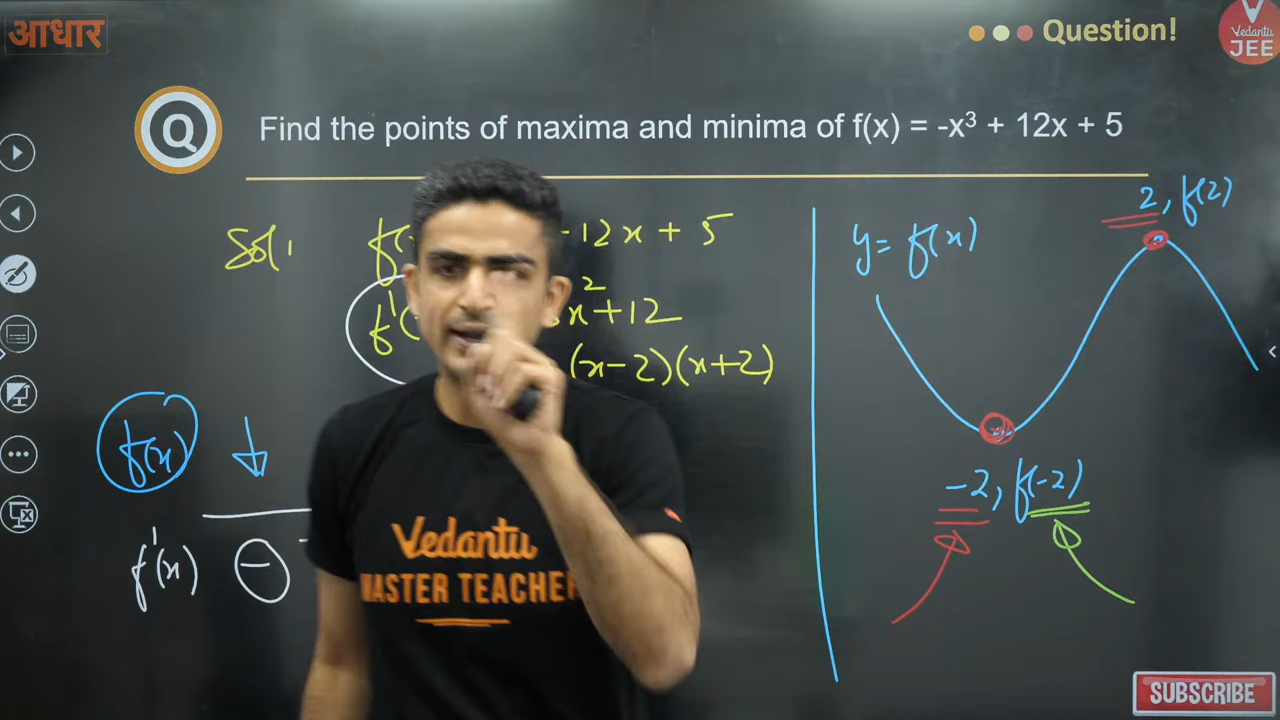 आधार
Question!
Vedantu
JEE
Q
Find the points of maxima and minima of f(x) = -x³ + 12x + 5
Sol.
f( 12x + 5
f'( x² + 12
(x-2)(x+2)
f(x) ↓
f'(x) -
y = f(x)
2, f(2)
-2, f(-2)
Vedantu
MASTER TEACHER
SUBSCRIBE